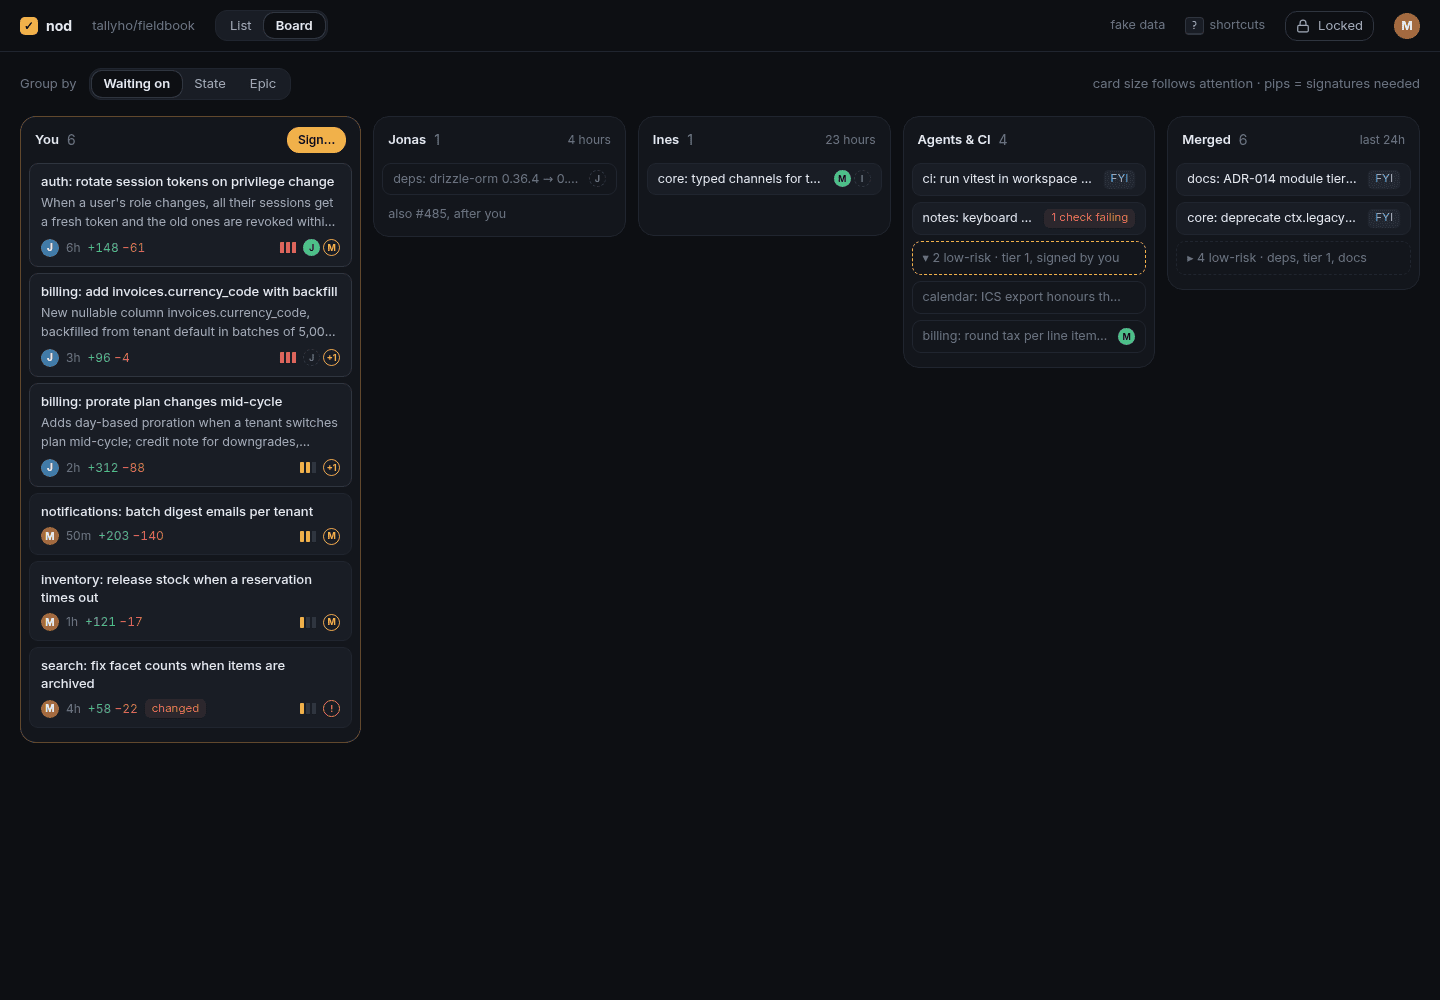 ✓ nod tallyho/fieldbook List Board fake data ? shortcuts Locked M
Group by Waiting on State Epic card size follows attention · pips = signatures needed
You 6 Sign...
auth: rotate session tokens on privilege change
When a user's role changes, all their sessions get
a fresh token and the old ones are revoked withi...
J 6h +148 −61 J M
billing: add invoices.currency_code with backfill
New nullable column invoices.currency_code,
backfilled from tenant default in batches of 5,00...
J 3h +96 −4 J +1
billing: prorate plan changes mid-cycle
Adds day-based proration when a tenant switches
plan mid-cycle; credit note for downgrades,...
J 2h +312 −88 +1
notifications: batch digest emails per tenant
M 50m +203 −140 M
inventory: release stock when a reservation
times out
M 1h +121 −17 M
search: fix facet counts when items are
archived
M 4h +58 −22 changed !
Jonas 1 4 hours
deps: drizzle-orm 0.36.4 → 0.... J
also #485, after you
Ines 1 23 hours
core: typed channels for t... M I
Agents & CI 4
ci: run vitest in workspace ... FYI
notes: keyboard ... 1 check failing
▾ 2 low-risk · tier 1, signed by you
calendar: ICS export honours th...
billing: round tax per line item... M
Merged 6 last 24h
docs: ADR-014 module tier... FYI
core: deprecate ctx.legacy... FYI
▸ 4 low-risk · deps, tier 1, docs